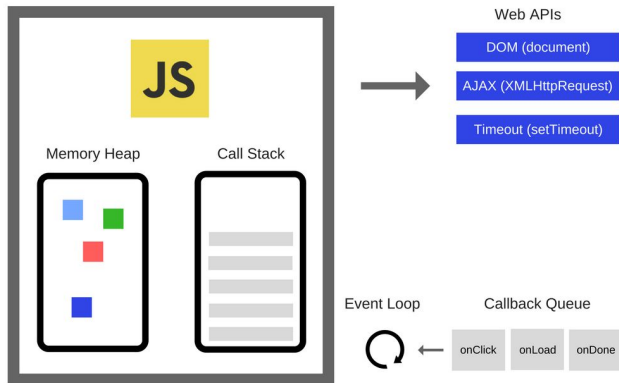 JS
Memory Heap
Call Stack
Web APIs
DOM (document)
AJAX (XMLHttpRequest)
Timeout (setTimeout)
Event Loop
Callback Queue
onClick
onLoad
onDone